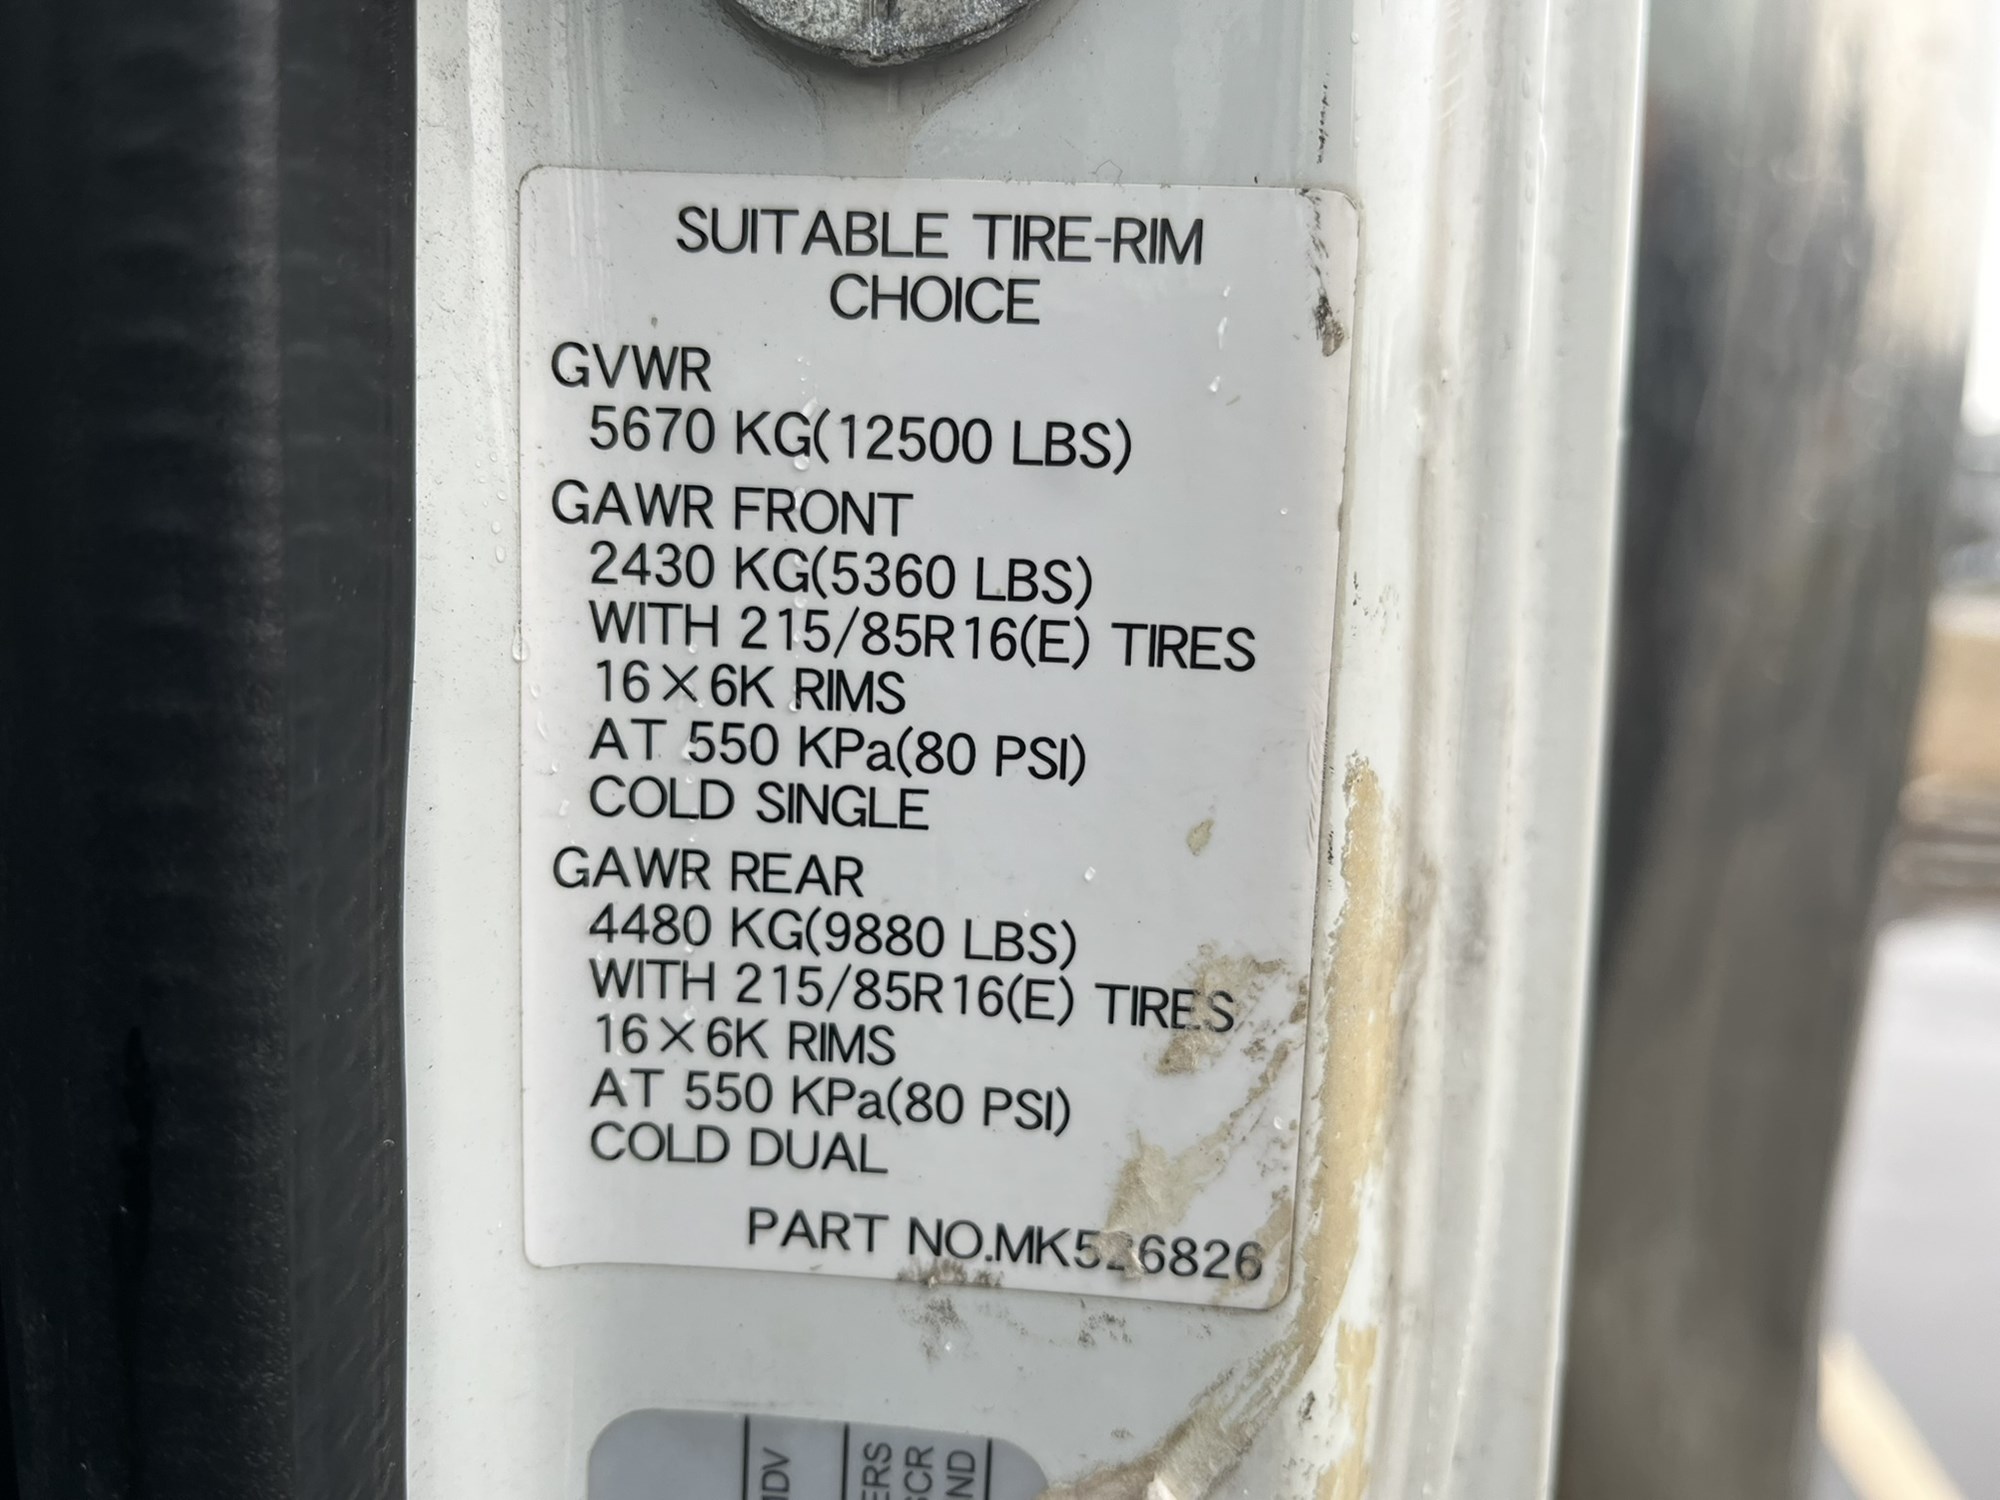 SUITABLE TIRE-RIM
CHOICE
GVWR
5670 KG(12500 LBS)
GAWR FRONT
2430 KG(5360 LBS)
WITH 215/85R16(E) TIRES
16×6K RIMS
AT 550 KPa(80 PSI)
COLD SINGLE
GAWR REAR
4480 KG(9880 LBS)
WITH 215/85R16(E) TIRES
16×6K RIMS
AT 550 KPa(80 PSI)
COLD DUAL
PART NO.